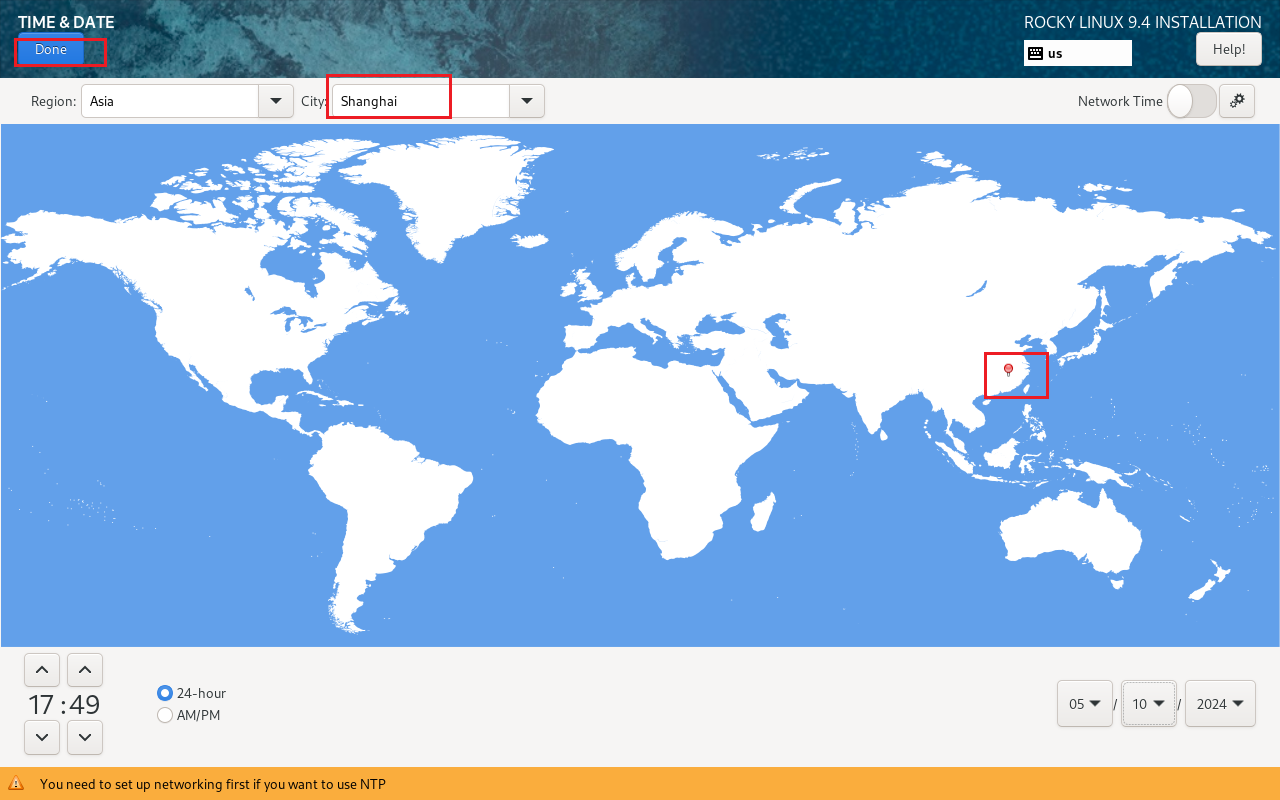 TIME & DATE
ROCKY LINUX 9.4 INSTALLATION
Done
us
Help!
Region: Asia City: Shanghai Network Time
17 : 49
24-hour
AM/PM
05 / 10 / 2024
You need to set up networking first if you want to use NTP